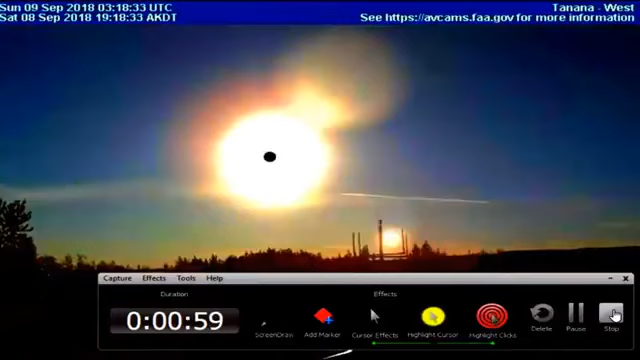 Sun 09 Sep 2018 03:18:33 UTC
Tanana - West
Sat 08 Sep 2018 19:18:33 AKDT
See https://avcams.faa.gov for more information
Capture Effects Tools Help
Duration
Effects
0:00:59
ScreenDraw
Add Marker
Cursor Effects
Highlight Cursor
Highlight Clicks
Delete
Pause
Stop